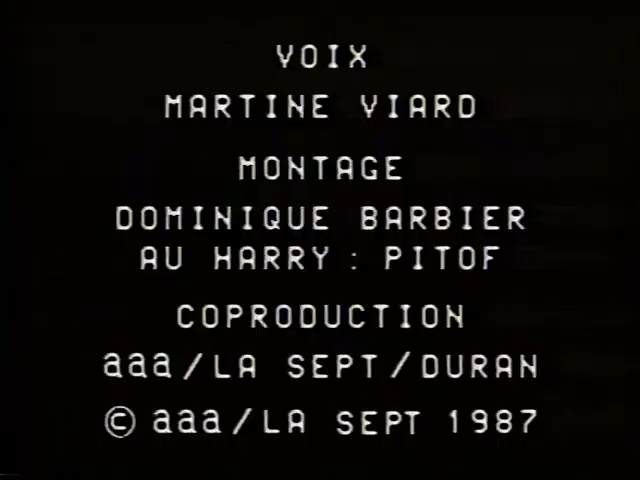 VOIX
MARTINE VIARD
MONTAGE
DOMINIQUE BARBIER
AU HARRY : PITOF
COPRODUCTION
aaa/LA SEPT/DURAN
© aaa/LA SEPT 1987